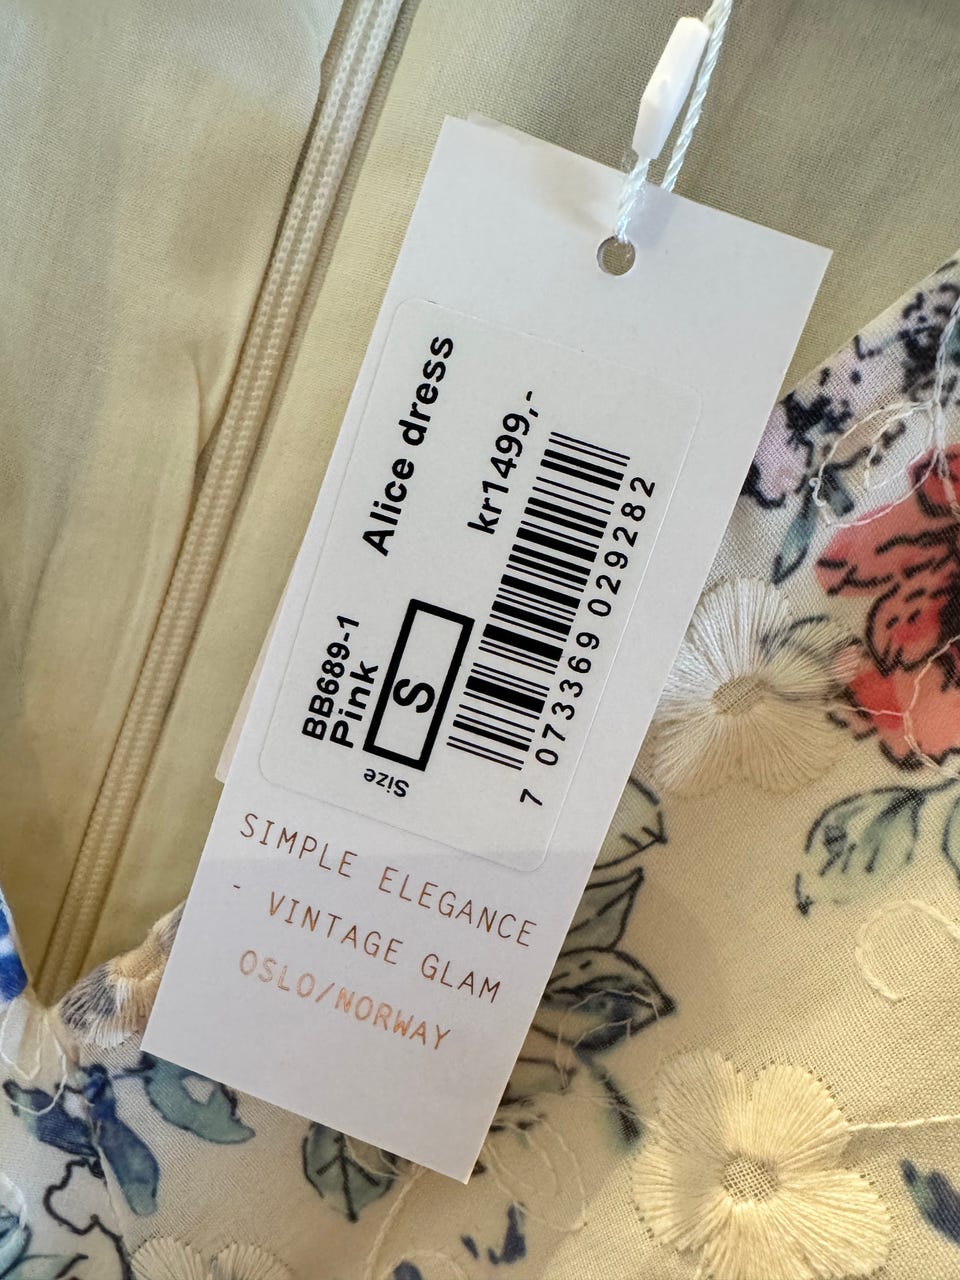 Alice dress
kr1499,-
BB689-1
Pink
Size
S
7 073369 029282
SIMPLE ELEGANCE
- VINTAGE GLAM
OSLO/NORWAY